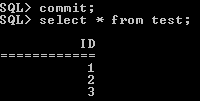 SQL> commit;
SQL> select * from test;
ID
============
1
2
3